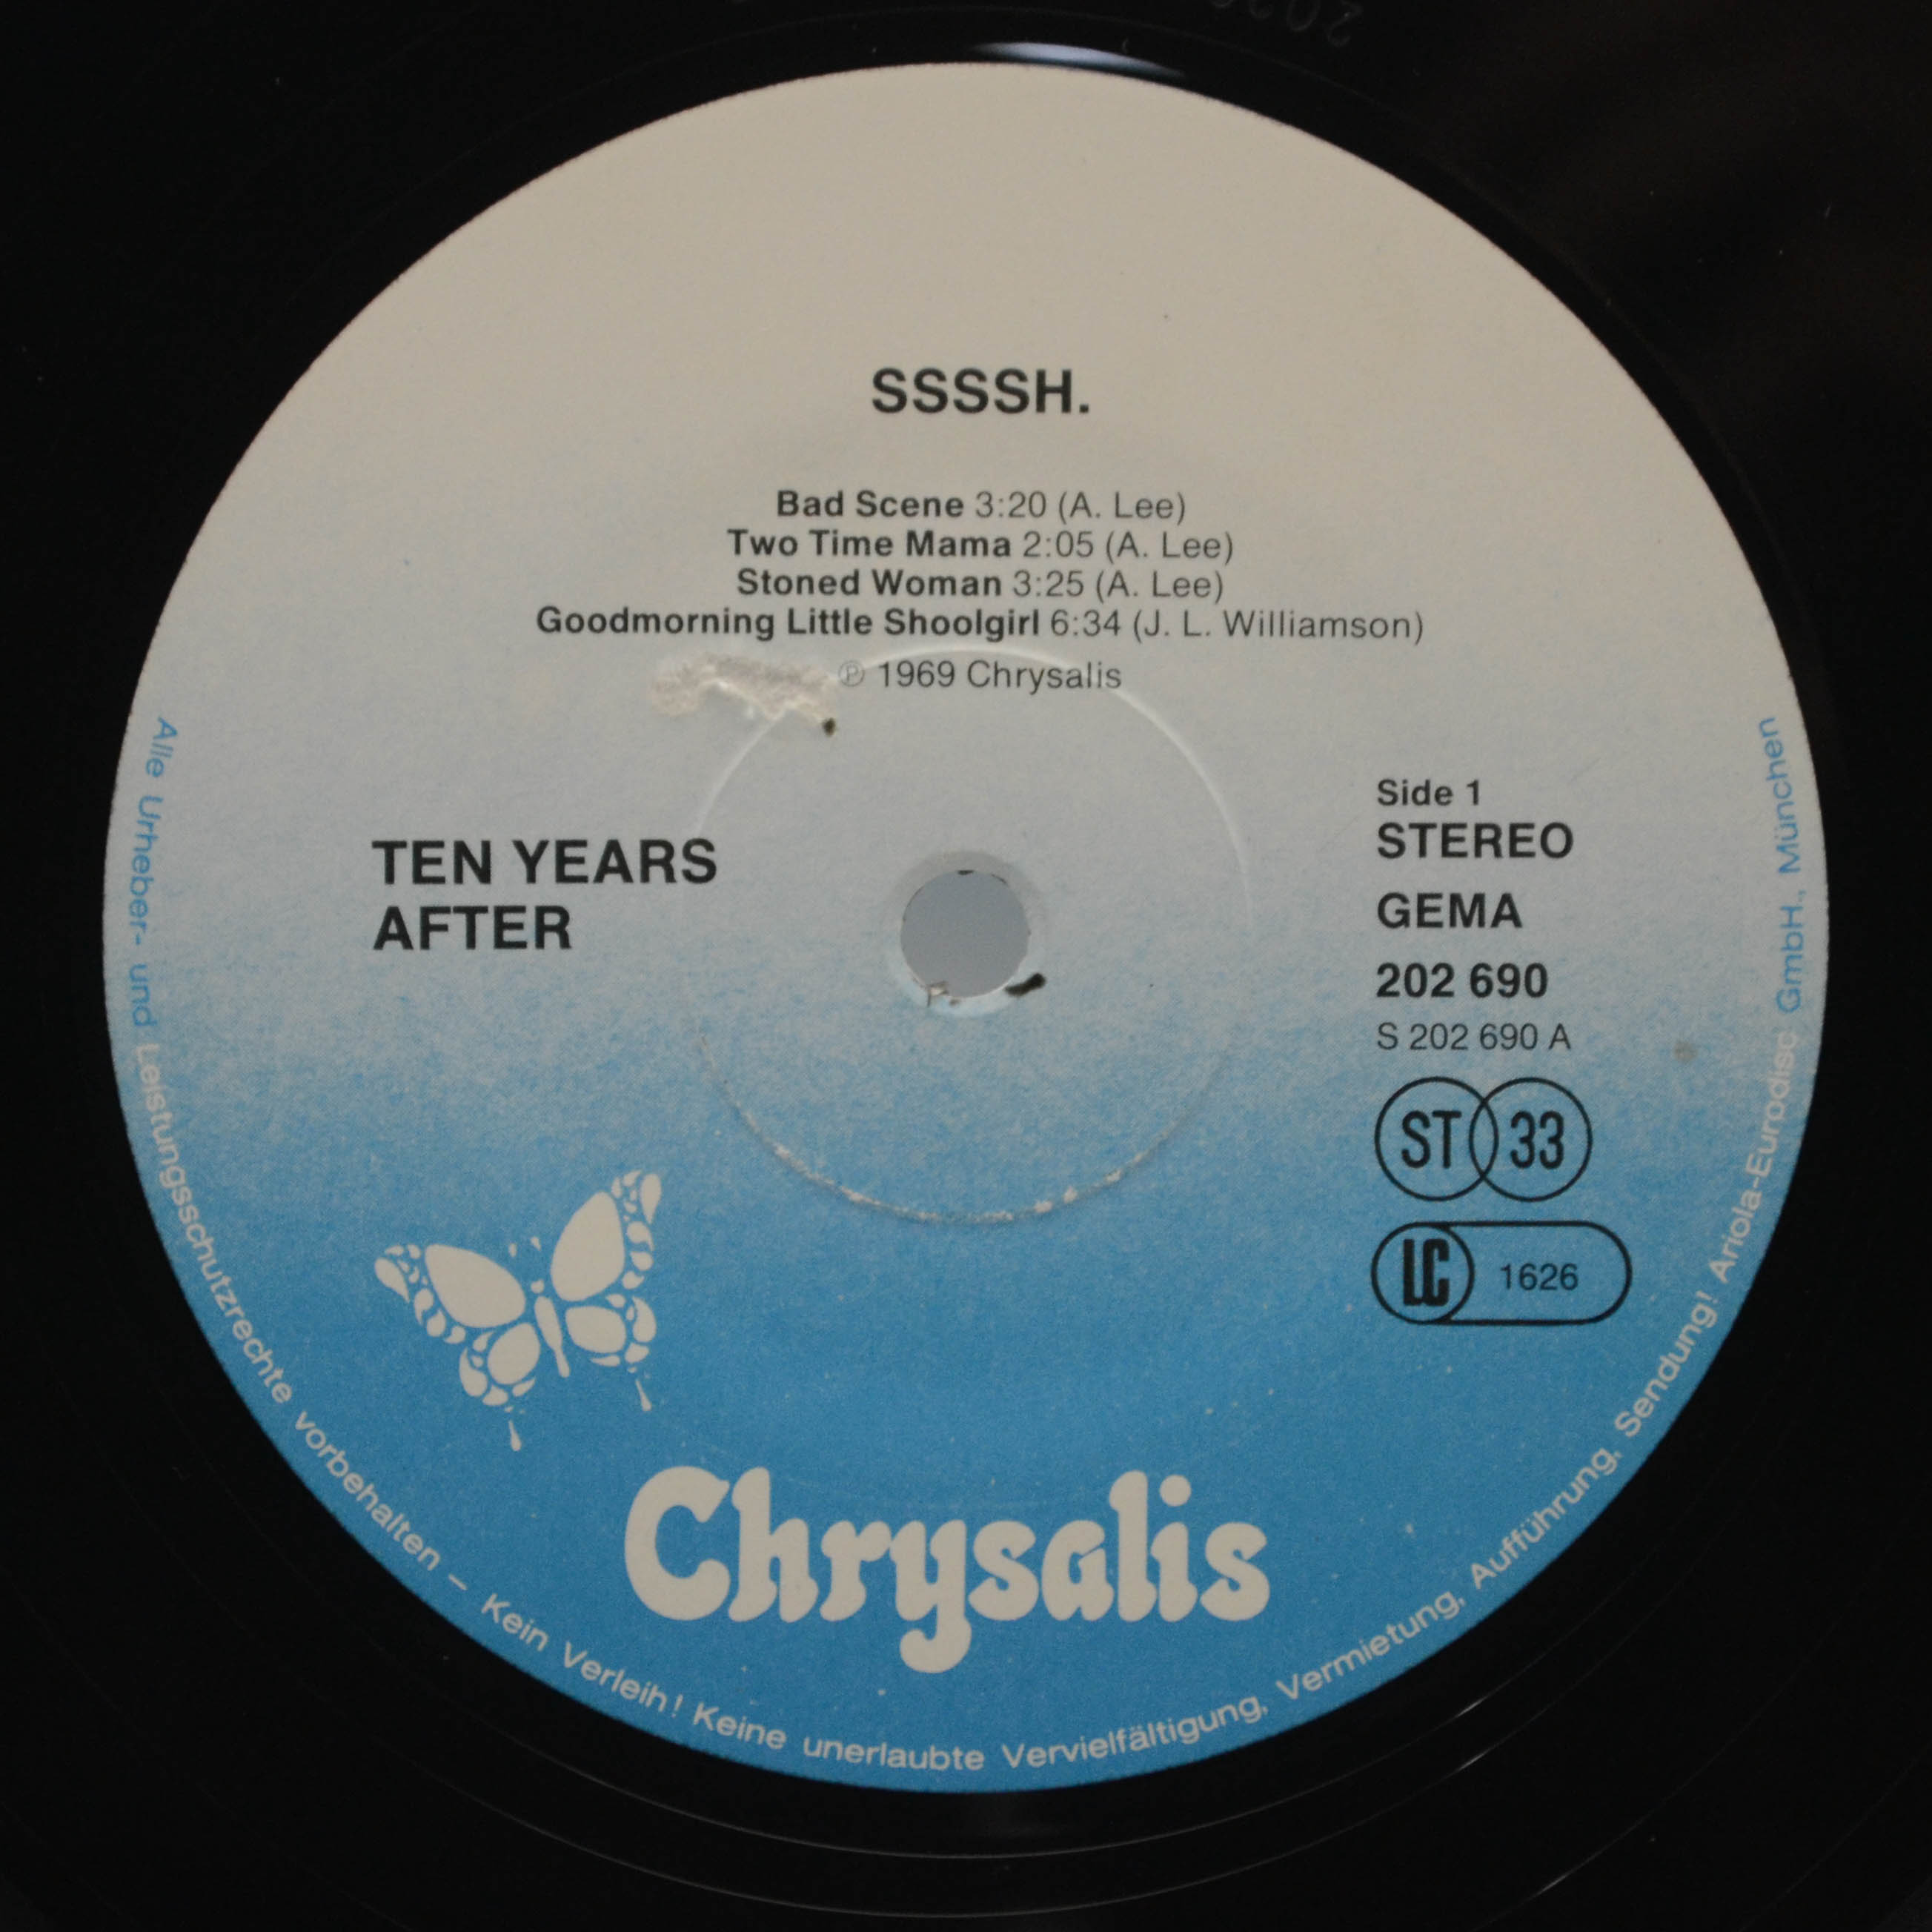 SSSSH.
Bad Scene 3:20 (A. Lee)
Two Time Mama 2:05 (A. Lee)
Stoned Woman 3:25 (A. Lee)
Goodmorning Little Shoolgirl 6:34 (J. L. Williamson)
℗ 1969 Chrysalis
TEN YEARS
AFTER
Side 1
STEREO
GEMA
202 690
S 202 690 A
ST 33
LC 1626
Chrysalis
Alle Urheber- und Leistungsschutzrechte vorbehalten – Kein Verleih! Keine unerlaubte Vervielfältigung, Vermietung, Aufführung, Sendung! Ariola-Eurodisc GmbH., München